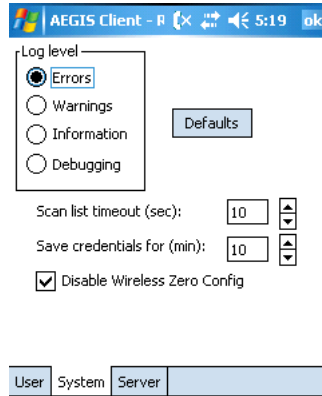 AEGIS Client - R 5:19 ok
Log level
Errors
Warnings
Information
Debugging
Defaults
Scan list timeout (sec): 10
Save credentials for (min): 10
Disable Wireless Zero Config
User System Server